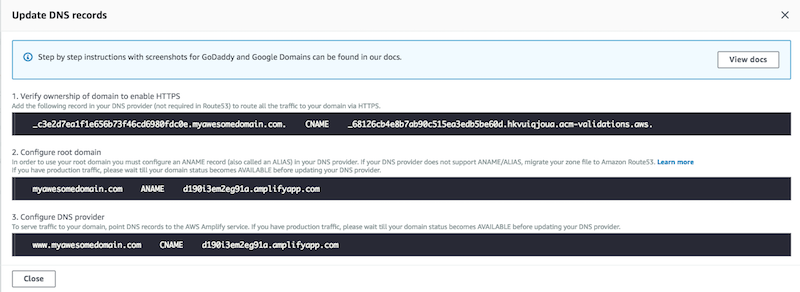 Update DNS records
Step by step instructions with screenshots for GoDaddy and Google Domains can be found in our docs.
View docs
1. Verify ownership of domain to enable HTTPS
Add the following record in your DNS provider (not required in Route53) to route all the traffic to your domain via HTTPS.
_c3e2d7ea1f1e656b73f46cd6980fdc0e.myawesomedomain.com. CNAME _68126cb4e8b7ab90c515ea3edb5be60d.hkvuiqjoua.acm-validations.aws.
2. Configure root domain
In order to use your root domain you must configure an ANAME record (also called an ALIAS) in your DNS provider. If your DNS provider does not support ANAME/ALIAS, migrate your zone file to Amazon Route53. Learn more
If you have production traffic, please wait till your domain status becomes AVAILABLE before updating your DNS provider.
myawesomedomain.com ANAME d190i3em2eg91a.amplifyapp.com
3. Configure DNS provider
To serve traffic to your domain, point DNS records to the AWS Amplify service. If you have production traffic, please wait till your domain status becomes AVAILABLE before updating your DNS provider.
www.myawesomedomain.com CNAME d190i3em2eg91a.amplifyapp.com
Close